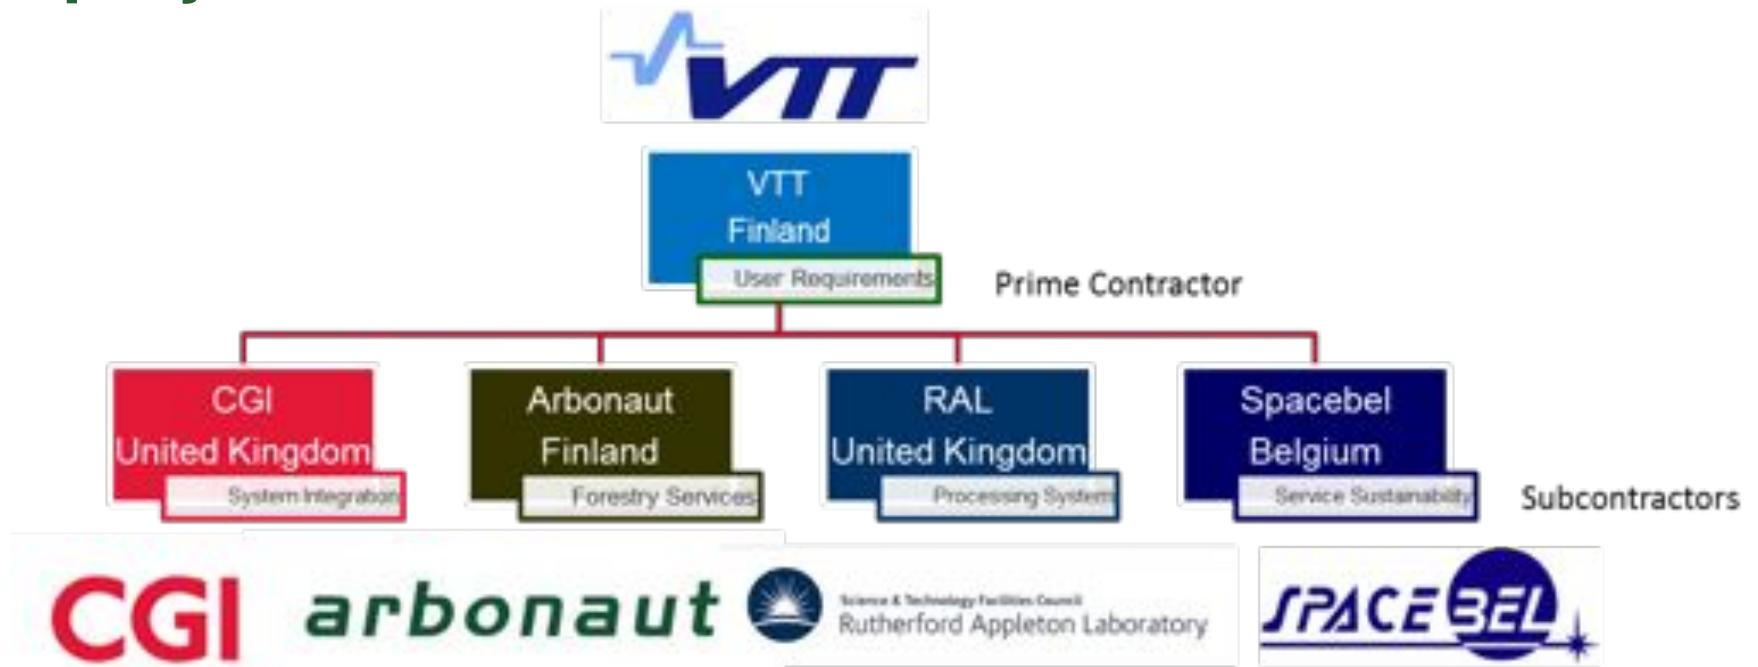 VTT
VTT
Finland
User Requirements
Prime Contractor
CGI
United Kingdom
System Integration
Arbonaut
Finland
Forestry Services
RAL
United Kingdom
Processing System
Spacebel
Belgium
Service Sustainability
Subcontractors
CGI
arbonaut
Science & Technology Facilities Council
Rutherford Appleton Laboratory
SPACEBEL